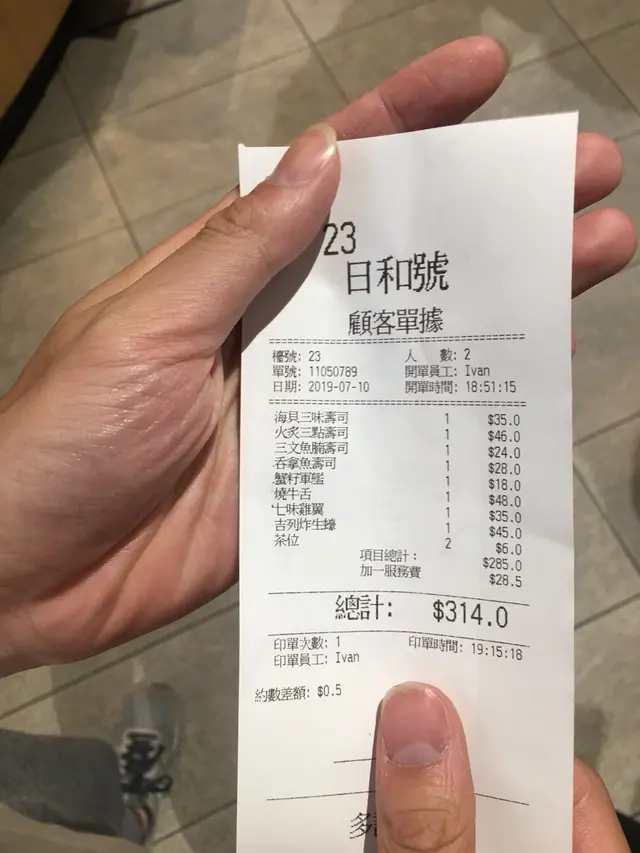 23
日和號
顧客單據
檯號: 23 人 數: 2
單號: 11050789 開單員工: Ivan
日期: 2019-07-10 開單時間: 18:51:15
海貝三味壽司 1 $35.0
火炙三點壽司 1 $46.0
三文魚腩壽司 1 $24.0
吞拿魚壽司 1 $28.0
蟹籽軍艦 1 $18.0
燒牛舌 1 $48.0
七味雞翼 1 $35.0
吉列炸生蠔 1 $45.0
茶位 2 $6.0
項目總計: $285.0
加一服務費 $28.5
總計: $314.0
印單次數: 1 印單時間: 19:15:18
印單員工: Ivan
約數差額: $0.5
多